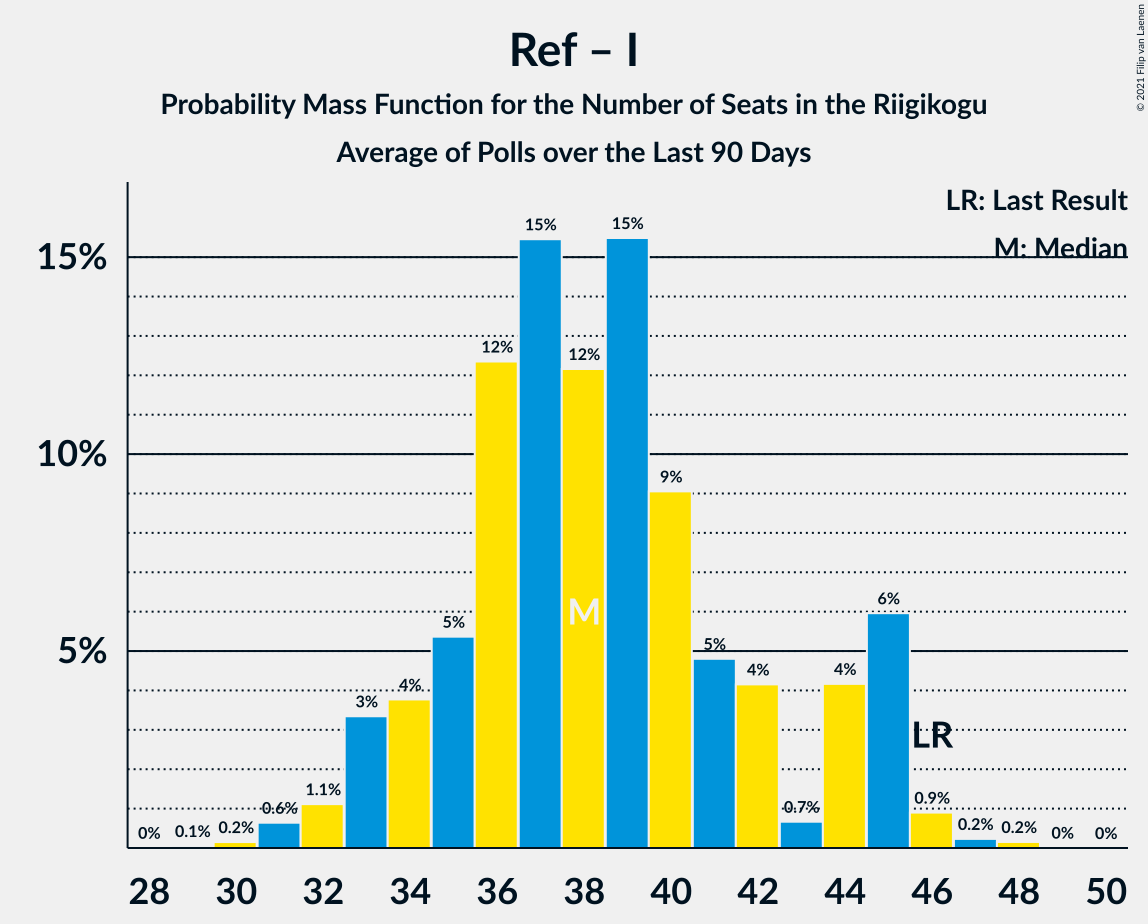 Ref – I
Probability Mass Function for the Number of Seats in the Riigikogu
Average of Polls over the Last 90 Days
© 2021 Filip van Laenen
LR: Last Result
M: Median
15%
10%
5%
0%
0.1%
0.2%
0.6%
1.1%
3%
4%
5%
12%
15%
12%
15%
9%
5%
4%
0.7%
4%
6%
0.9%
0.2%
0.2%
0%
0%
M
LR
28 30 32 34 36 38 40 42 44 46 48 50